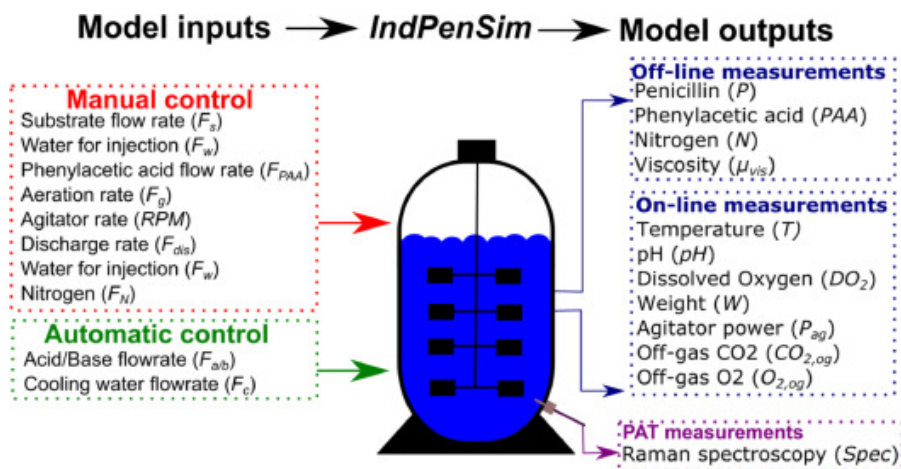 Model inputs → IndPenSim → Model outputs
Manual control
Substrate flow rate (Fs)
Water for injection (Fw)
Phenylacetic acid flow rate (FPAA)
Aeration rate (Fg)
Agitator rate (RPM)
Discharge rate (Fdis)
Water for injection (Fw)
Nitrogen (FN)
Automatic control
Acid/Base flowrate (Fa/b)
Cooling water flowrate (Fc)
Off-line measurements
Penicillin (P)
Phenylacetic acid (PAA)
Nitrogen (N)
Viscosity (μvis)
On-line measurements
Temperature (T)
pH (pH)
Dissolved Oxygen (DO2)
Weight (W)
Agitator power (Pag)
Off-gas CO2 (CO2,og)
Off-gas O2 (O2,og)
PAT measurements
Raman spectroscopy (Spec)